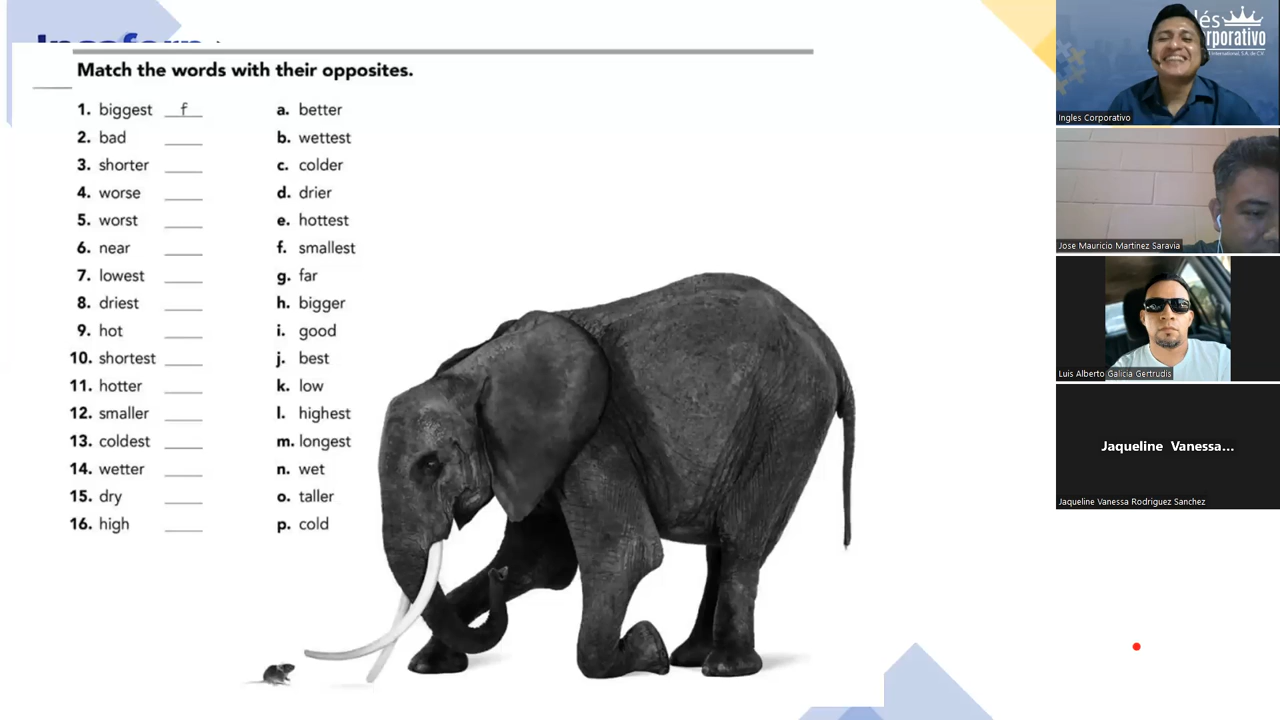 Match the words with their opposites.
1. biggest f
2. bad
3. shorter
4. worse
5. worst
6. near
7. lowest
8. driest
9. hot
10. shortest
11. hotter
12. smaller
13. coldest
14. wetter
15. dry
16. high
a. better
b. wettest
c. colder
d. drier
e. hottest
f. smallest
g. far
h. bigger
i. good
j. best
k. low
l. highest
m. longest
n. wet
o. taller
p. cold
Ingles Corporativo
Jose Mauricio Martinez Saravia
Luis Alberto Galicia Gertrudis
Jaqueline Vanessa...
Jaqueline Vanessa Rodriguez Sanchez